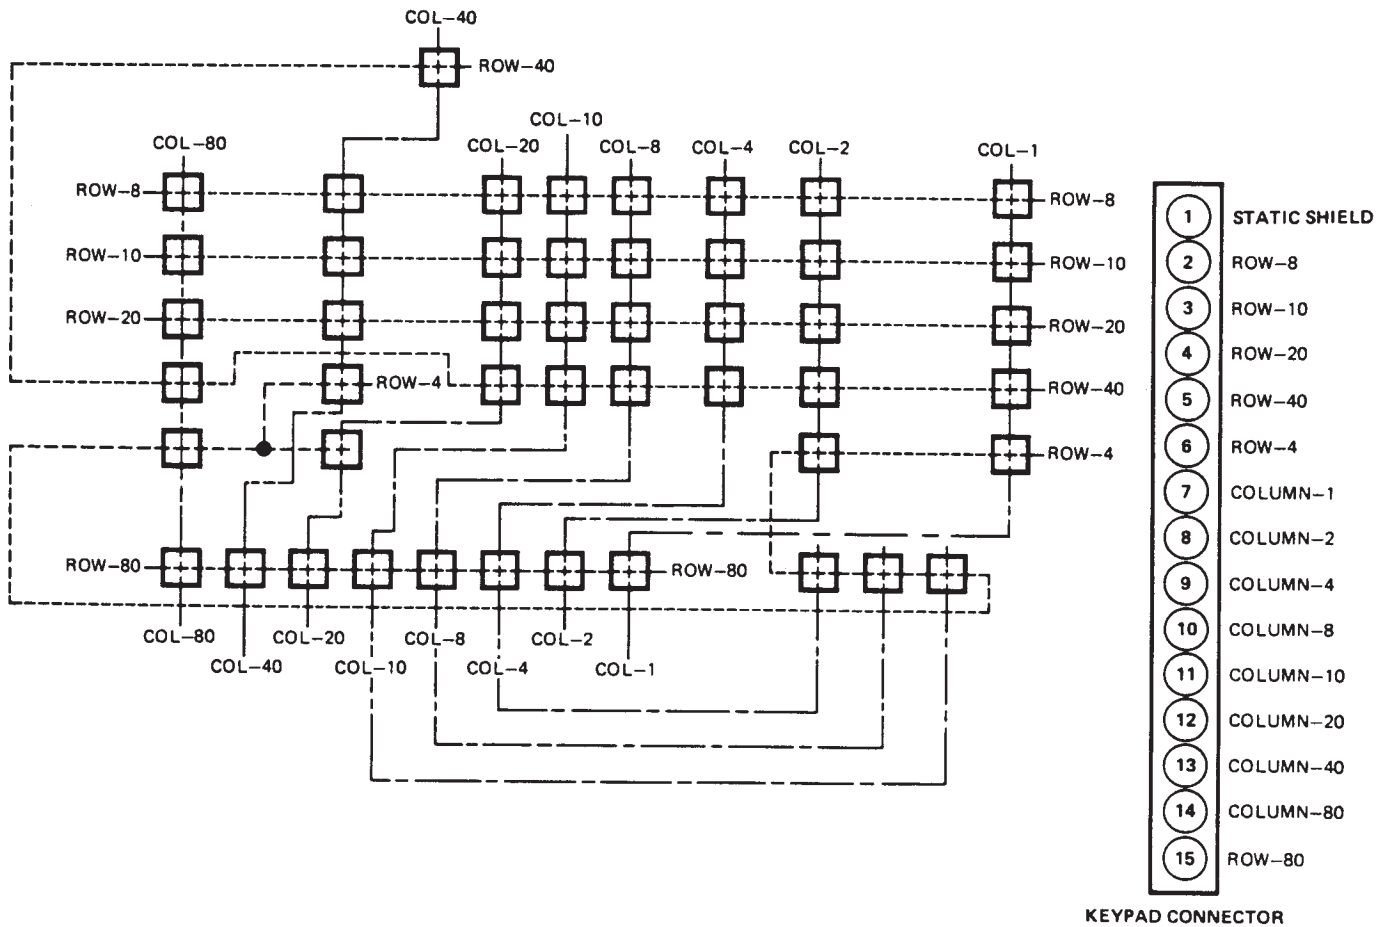 COL-40
ROW-40
COL-10
COL-80
COL-20
COL-8
COL-4
COL-2
COL-1
ROW-8
ROW-8
ROW-10
ROW-10
ROW-20
ROW-20
ROW-4
ROW-40
ROW-4
ROW-80
ROW-80
COL-80
COL-20
COL-8
COL-2
COL-40
COL-10
COL-4
COL-1
1 STATIC SHIELD
2 ROW-8
3 ROW-10
4 ROW-20
5 ROW-40
6 ROW-4
7 COLUMN-1
8 COLUMN-2
9 COLUMN-4
10 COLUMN-8
11 COLUMN-10
12 COLUMN-20
13 COLUMN-40
14 COLUMN-80
15 ROW-80
KEYPAD CONNECTOR